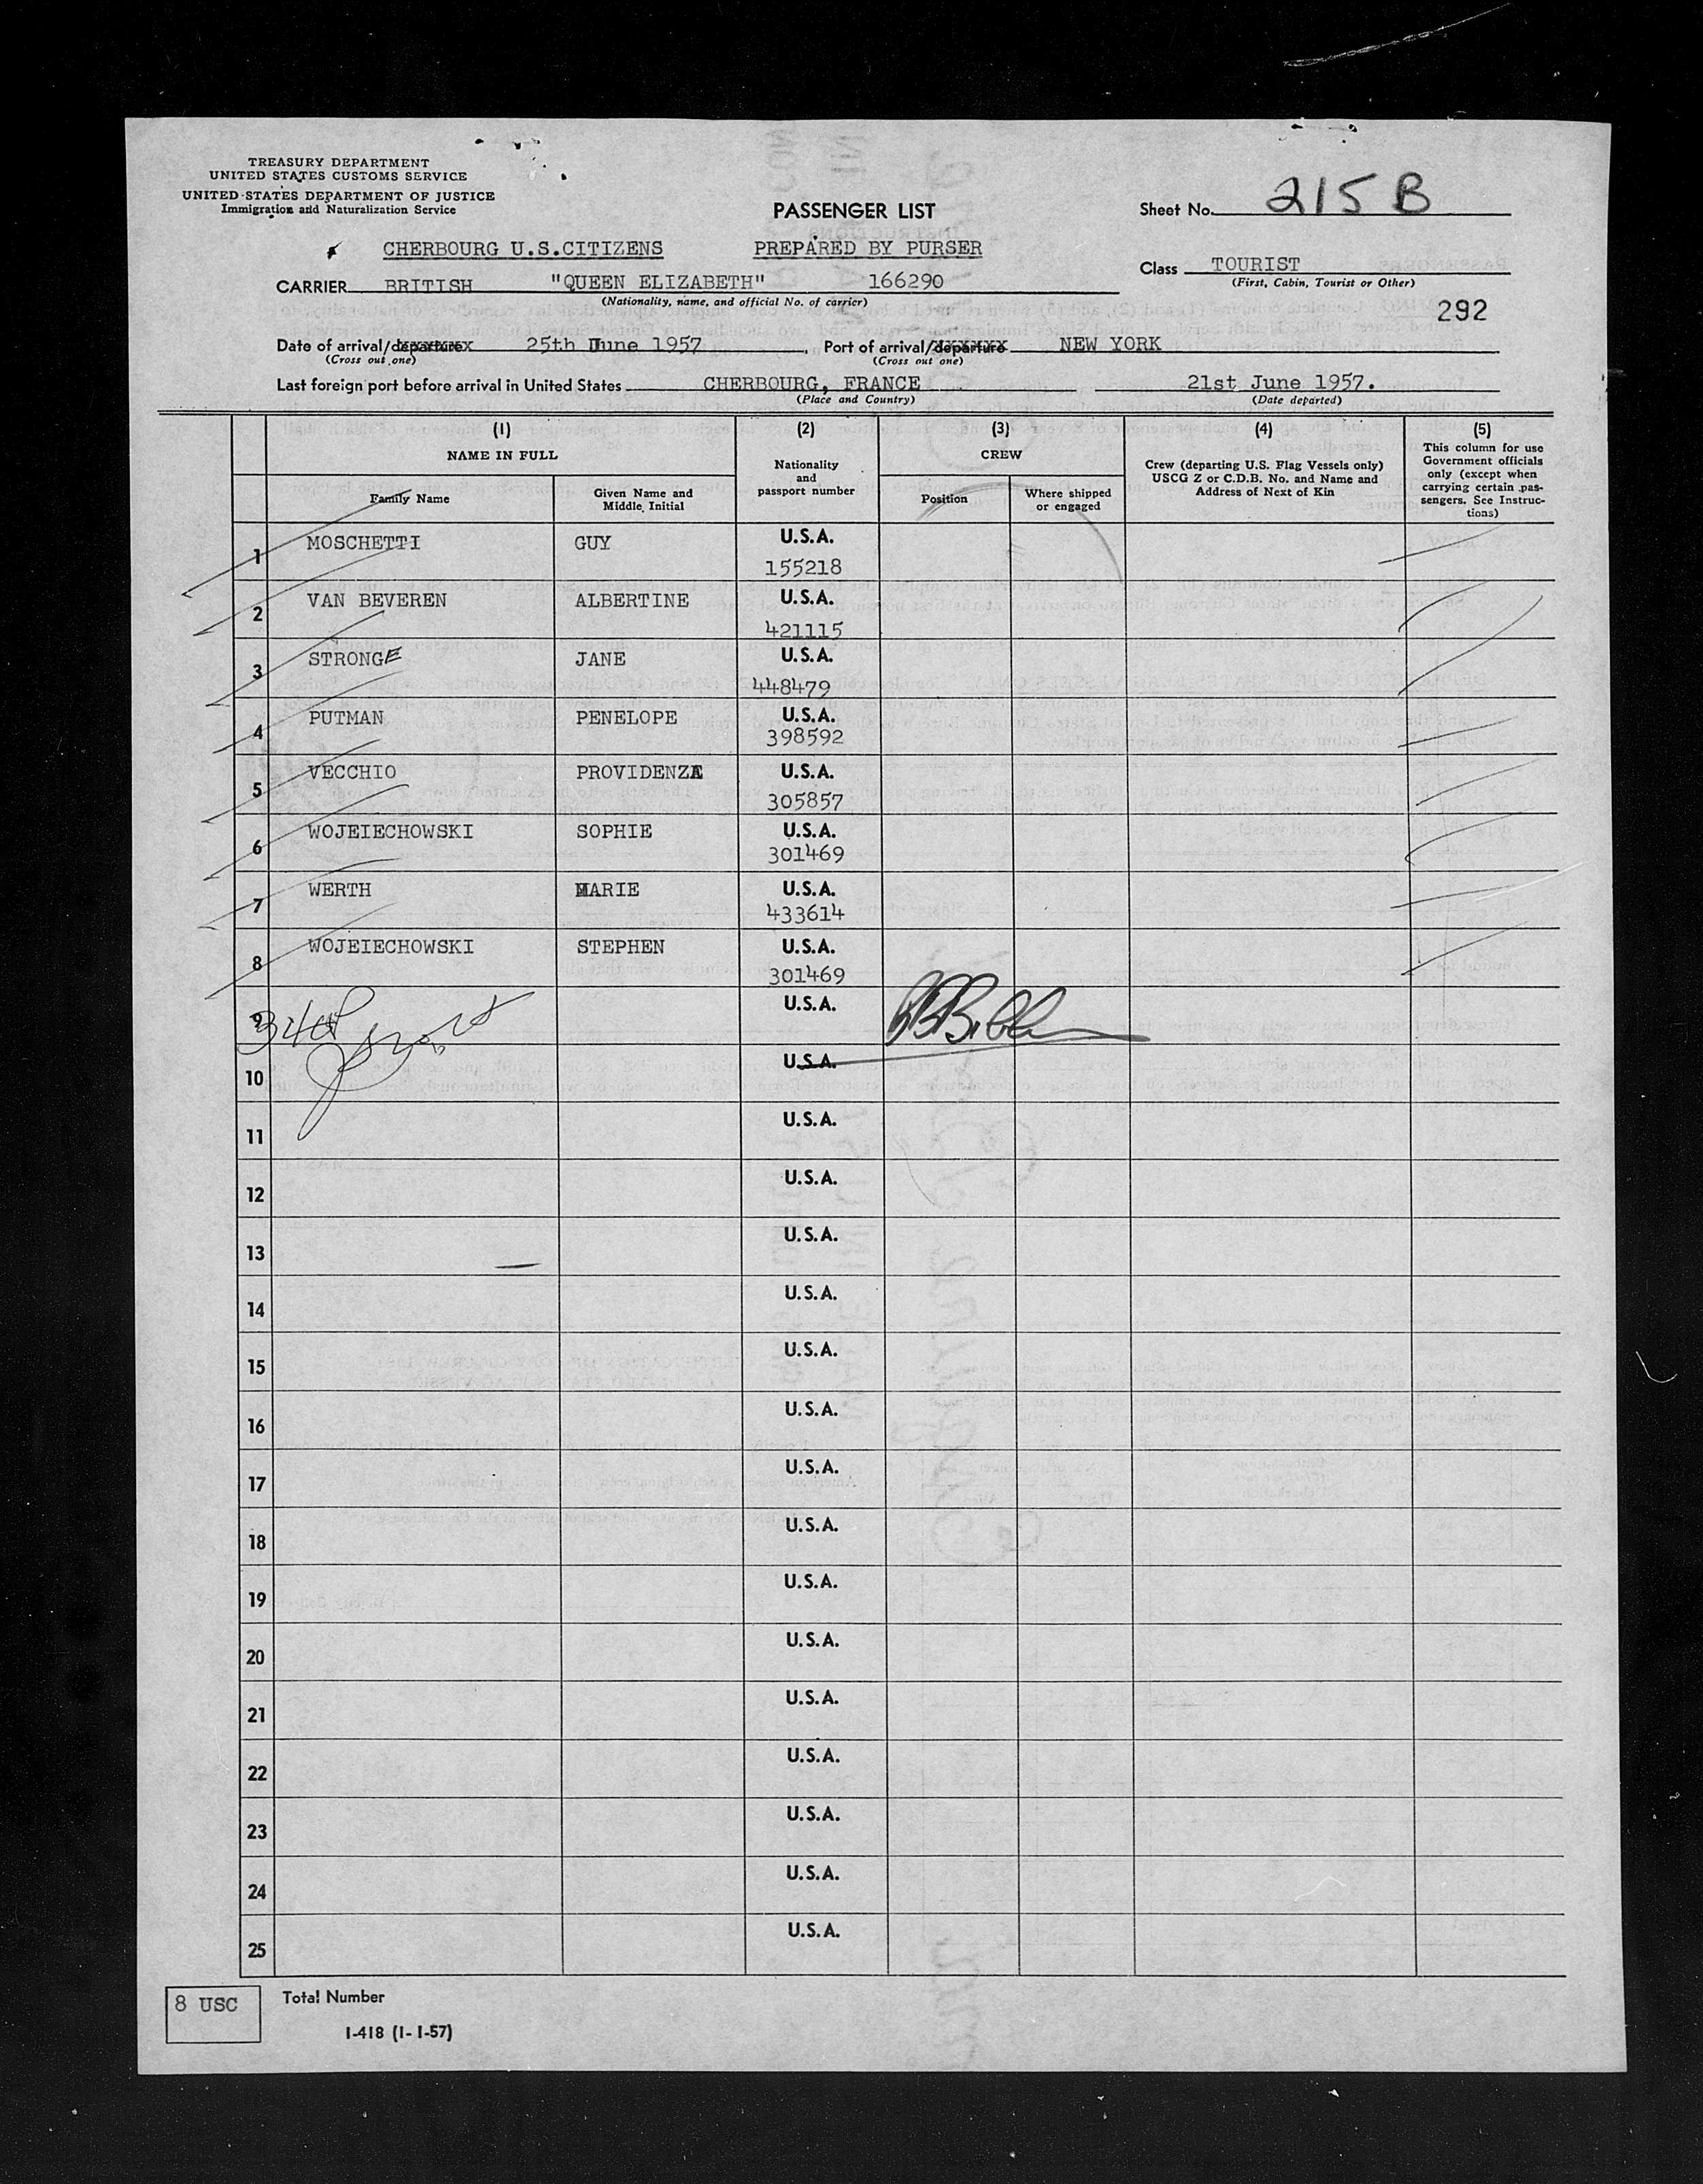 TREASURY DEPARTMENT
UNITED STATES CUSTOMS SERVICE
UNITED STATES DEPARTMENT OF JUSTICE
Immigration and Naturalization Service
PASSENGER LIST
Sheet No. 215 B
CHERBOURG U.S.CITIZENS PREPARED BY PURSER
Class TOURIST
(First, Cabin, Tourist or Other)
CARRIER BRITISH "QUEEN ELIZABETH" 166290
(Nationality, name, and official No. of carrier)
292
Date of arrival/departure 25th June 1957 Port of arrival/departure NEW YORK
(Cross out one) (Cross out one)
Last foreign port before arrival in United States CHERBOURG, FRANCE 21st June 1957.
(Place and Country) (Date departed)
(1) (2) (3) (4) (5)
NAME IN FULL
Family Name
Given Name and Middle Initial
Nationality and passport number
CREW
Position
Where shipped or engaged
Crew (departing U.S. Flag Vessels only)
USCG Z or C.D.B. No. and Name and
Address of Next of Kin
This column for use
Government officials
only (except when
carrying certain pas-
sengers. See Instruc-
tions)
1 MOSCHETTI GUY U.S.A.
155218
2 VAN BEVEREN ALBERTINE U.S.A.
421115
3 STRONGE JANE U.S.A.
448479
4 PUTMAN PENELOPE U.S.A.
398592
5 VECCHIO PROVIDENZA U.S.A.
305857
6 WOJEIECHOWSKI SOPHIE U.S.A.
301469
7 WERTH MARIE U.S.A.
433614
8 WOJEIECHOWSKI STEPHEN U.S.A.
301469
9 U.S.A.
10 U.S.A.
11 U.S.A.
12 U.S.A.
13 U.S.A.
14 U.S.A.
15 U.S.A.
16 U.S.A.
17 U.S.A.
18 U.S.A.
19 U.S.A.
20 U.S.A.
21 U.S.A.
22 U.S.A.
23 U.S.A.
24 U.S.A.
25 U.S.A.
8 USC Total Number
I-418 (1-1-57)